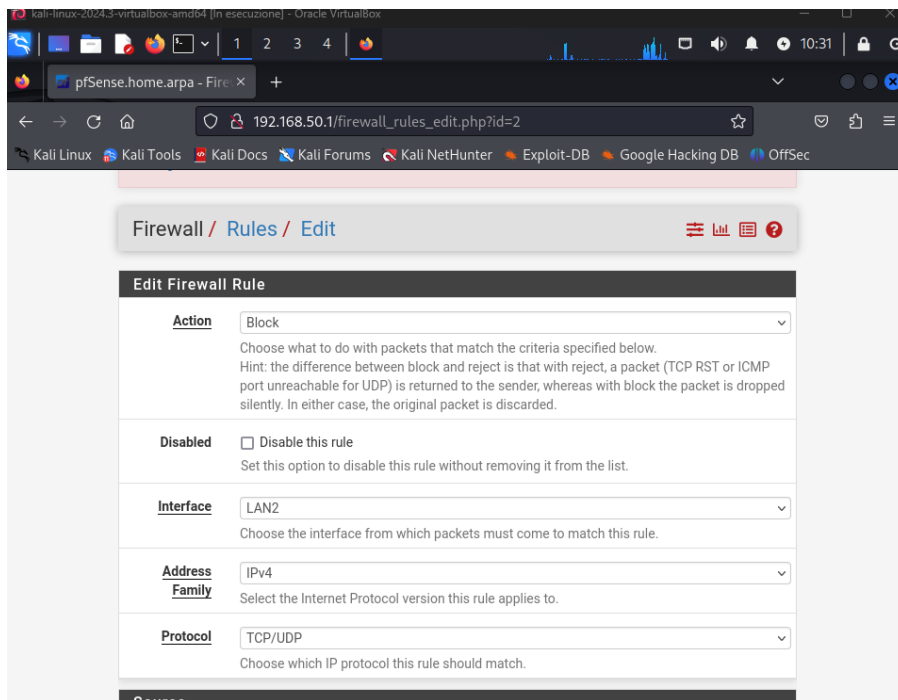 kali-linux-2024.3-virtualbox-amd64 [In esecuzione] - Oracle VirtualBox
1 2 3 4 10:31
pfSense.home.arpa - Fire
192.168.50.1/firewall_rules_edit.php?id=2
Kali Linux Kali Tools Kali Docs Kali Forums Kali NetHunter Exploit-DB Google Hacking DB OffSec
Firewall / Rules / Edit
Edit Firewall Rule
Action Block
Choose what to do with packets that match the criteria specified below.
Hint: the difference between block and reject is that with reject, a packet (TCP RST or ICMP
port unreachable for UDP) is returned to the sender, whereas with block the packet is dropped
silently. In either case, the original packet is discarded.
Disabled Disable this rule
Set this option to disable this rule without removing it from the list.
Interface LAN2
Choose the interface from which packets must come to match this rule.
Address
Family
IPv4
Select the Internet Protocol version this rule applies to.
Protocol TCP/UDP
Choose which IP protocol this rule should match.